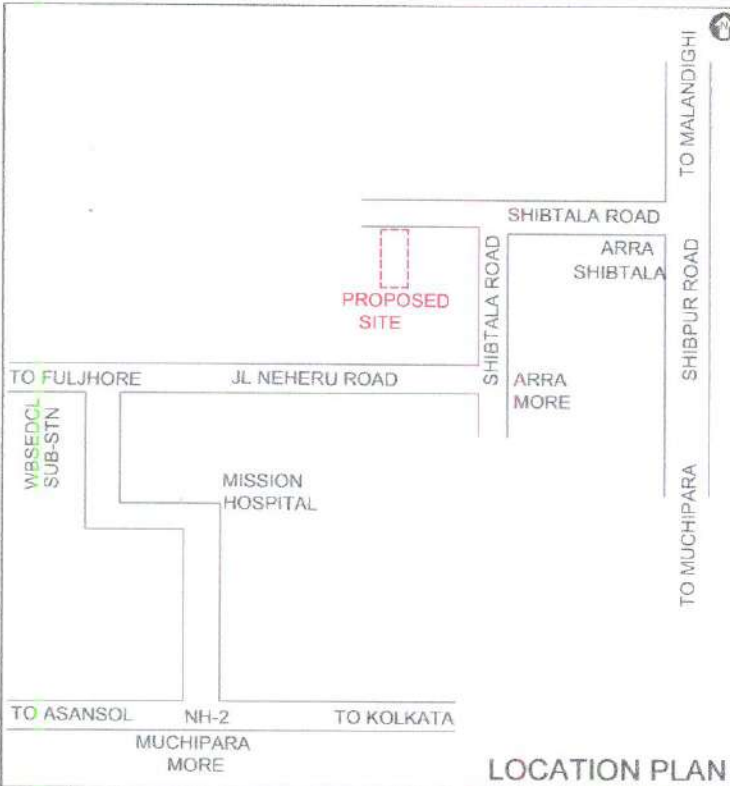 N
TO MALANDIGHI
SHIBTALA ROAD
ARRA
SHIBTALA
SHIBTALA ROAD
SHIBPUR ROAD
PROPOSED
SITE
TO FULJHORE
JL NEHERU ROAD
ARRA
MORE
WBSEDCL
SUB-STN
MISSION
HOSPITAL
TO MUCHIPARA
TO ASANSOL
NH-2
TO KOLKATA
MUCHIPARA
MORE
LOCATION PLAN